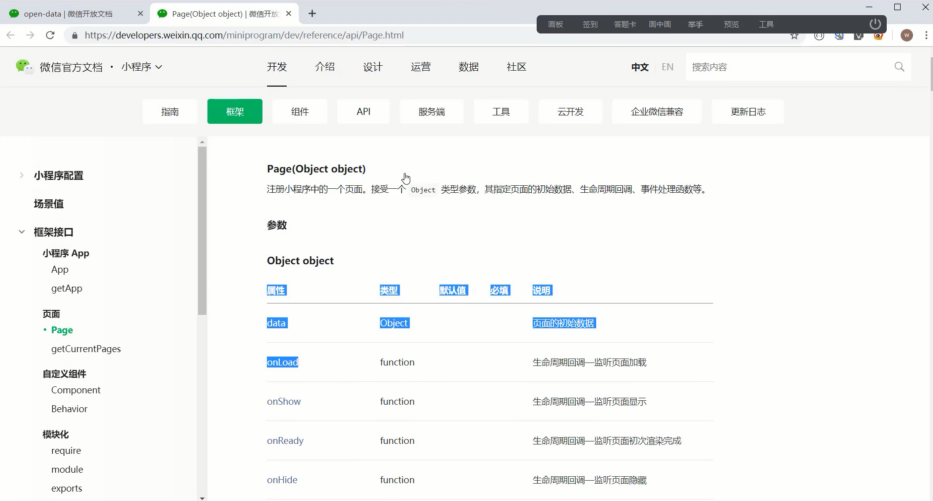 open-data | 微信开放文档
Page(Object object) | 微信开放
画板 签到 答题卡 画中画 举手 预览 工具
https://developers.weixin.qq.com/miniprogram/dev/reference/api/Page.html
微信官方文档 · 小程序
开发 介绍 设计 运营 数据 社区
中文 EN
搜索内容
指南 框架 组件 API 服务端 工具 云开发 企业微信兼容 更新日志
小程序配置
场景值
框架接口
小程序 App
App
getApp
页面
Page
getCurrentPages
自定义组件
Component
Behavior
模块化
require
module
exports
Page(Object object)
注册小程序中的一个页面。接受一个 Object 类型参数，其指定页面的初始数据、生命周期回调、事件处理函数等。
参数
Object object
属性 类型 默认值 必填 说明
data Object 页面的初始数据
onLoad function 生命周期回调—监听页面加载
onShow function 生命周期回调—监听页面显示
onReady function 生命周期回调—监听页面初次渲染完成
onHide function 生命周期回调—监听页面隐藏